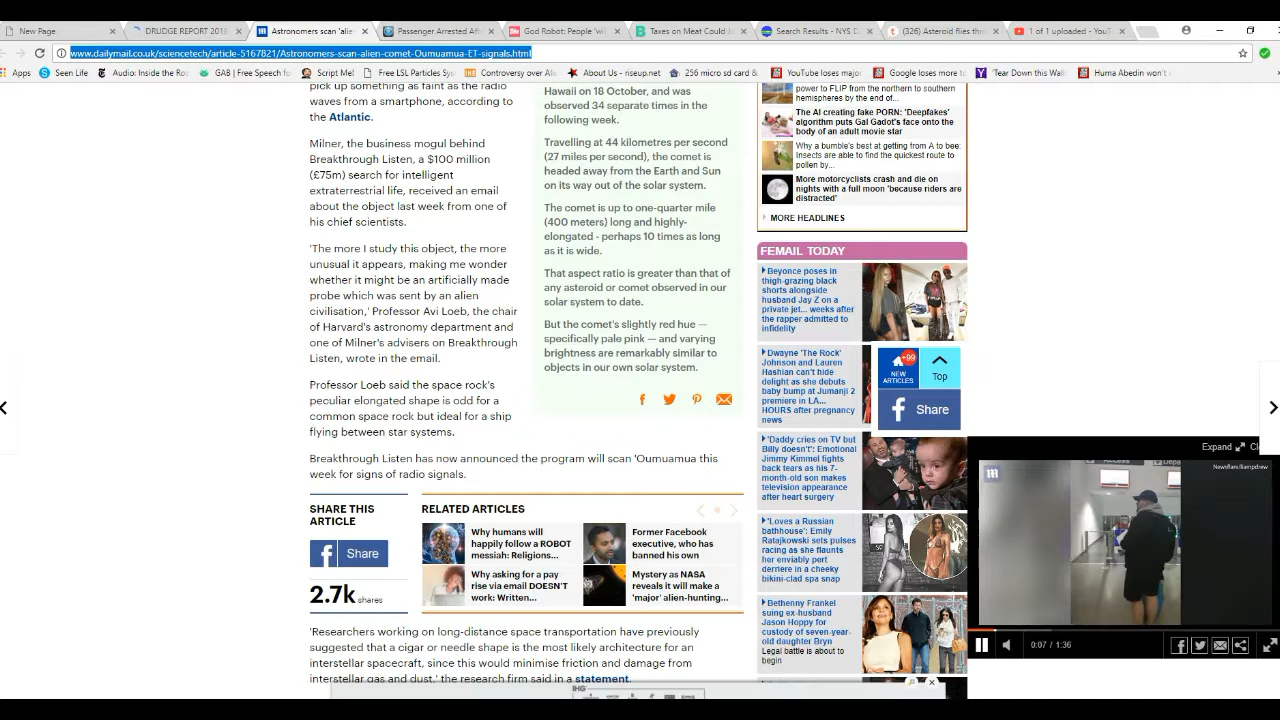 New Page
DRUDGE REPORT 2018
Astronomers scan 'alien
Passenger Arrested Aft
God Robot: People 'wil
Taxes on Meat Could J
Search Results - NYS D
(326) Asteroid flies thro
1 of 1 uploaded - YouT
www.dailymail.co.uk/sciencetech/article-5167821/Astronomers-scan-alien-comet-Oumuamua-ET-signals.html
Apps
Seen Life
Audio: Inside the Ro
GAB | Free Speech fo
Script Mel
Free LSL Particles Sy
Controversy over Ali
About Us - riseup.net
256 micro sd card &
YouTube loses major
Google loses more to
'Tear Down this Wall
Huma Abedin won't
pick up something as faint as the radio
waves from a smartphone, according to
the Atlantic.
Milner, the business mogul behind
Breakthrough Listen, a $100 million
(£75m) search for intelligent
extraterrestrial life, received an email
about the object last week from one of
his chief scientists.
'The more I study this object, the more
unusual it appears, making me wonder
whether it might be an artificially made
probe which was sent by an alien
civilisation,' Professor Avi Loeb, the chair
of Harvard's astronomy department and
one of Milner's advisers on Breakthrough
Listen, wrote in the email.
Professor Loeb said the space rock's
peculiar elongated shape is odd for a
common space rock but ideal for a ship
flying between star systems.
Breakthrough Listen has now announced the program will scan 'Oumuamua this
week for signs of radio signals.
Hawaii on 18 October, and was
observed 34 separate times in the
following week.
Travelling at 44 kilometres per second
(27 miles per second), the comet is
headed away from the Earth and Sun
on its way out of the solar system.
The comet is up to one-quarter mile
(400 meters) long and highly-
elongated - perhaps 10 times as long
as it is wide.
That aspect ratio is greater than that of
any asteroid or comet observed in our
solar system to date.
But the comet's slightly red hue —
specifically pale pink — and varying
brightness are remarkably similar to
objects in our own solar system.
SHARE THIS
ARTICLE
Share
2.7k shares
RELATED ARTICLES
Why humans will
happily follow a ROBOT
messiah: Religions...
Former Facebook
executive, who has
banned his own
Why asking for a pay
rise via email DOESN'T
work: Written...
Mystery as NASA
reveals it will make a
'major' alien-hunting...
'Researchers working on long-distance space transportation have previously
suggested that a cigar or needle shape is the most likely architecture for an
interstellar spacecraft, since this would minimise friction and damage from
interstellar gas and dust,' the research firm said in a statement.
IHG
power to FLIP from the northern to southern
hemispheres by the end of...
The AI creating fake PORN: 'Deepfakes'
algorithm puts Gal Gadot's face onto the
body of an adult movie star
Why a bumble's best at getting from A to bee:
Insects are able to find the quickest route to
pollen by...
More motorcyclists crash and die on
nights with a full moon 'because riders are
distracted'
MORE HEADLINES
FEMAIL TODAY
Beyonce poses in
thigh-grazing black
shorts alongside
husband Jay Z on a
private jet... weeks after
the rapper admitted to
infidelity
Dwayne 'The Rock'
Johnson and Lauren
Hashian can't hide
delight as she debuts
baby bump at Jumanji 2
premiere in LA...
HOURS after pregnancy
news
'Daddy cries on TV but
Billy doesn't': Emotional
Jimmy Kimmel fights
back tears as his 7-
month-old son makes
television appearance
after heart surgery
'Loves a Russian
bathhouse': Emily
Ratajkowski sets pulses
racing as she flaunts
her enviably pert
derriere in a cheeky
bikini-clad spa snap
Bethenny Frankel
suing ex-husband
Jason Hoppy for
custody of seven-year-
old daughter Bryn
Legal battle is about to
begin
+99
NEW
ARTICLES
Top
Share
Expand
Cl
Newsflare/liampdrew
0:07 / 1:36